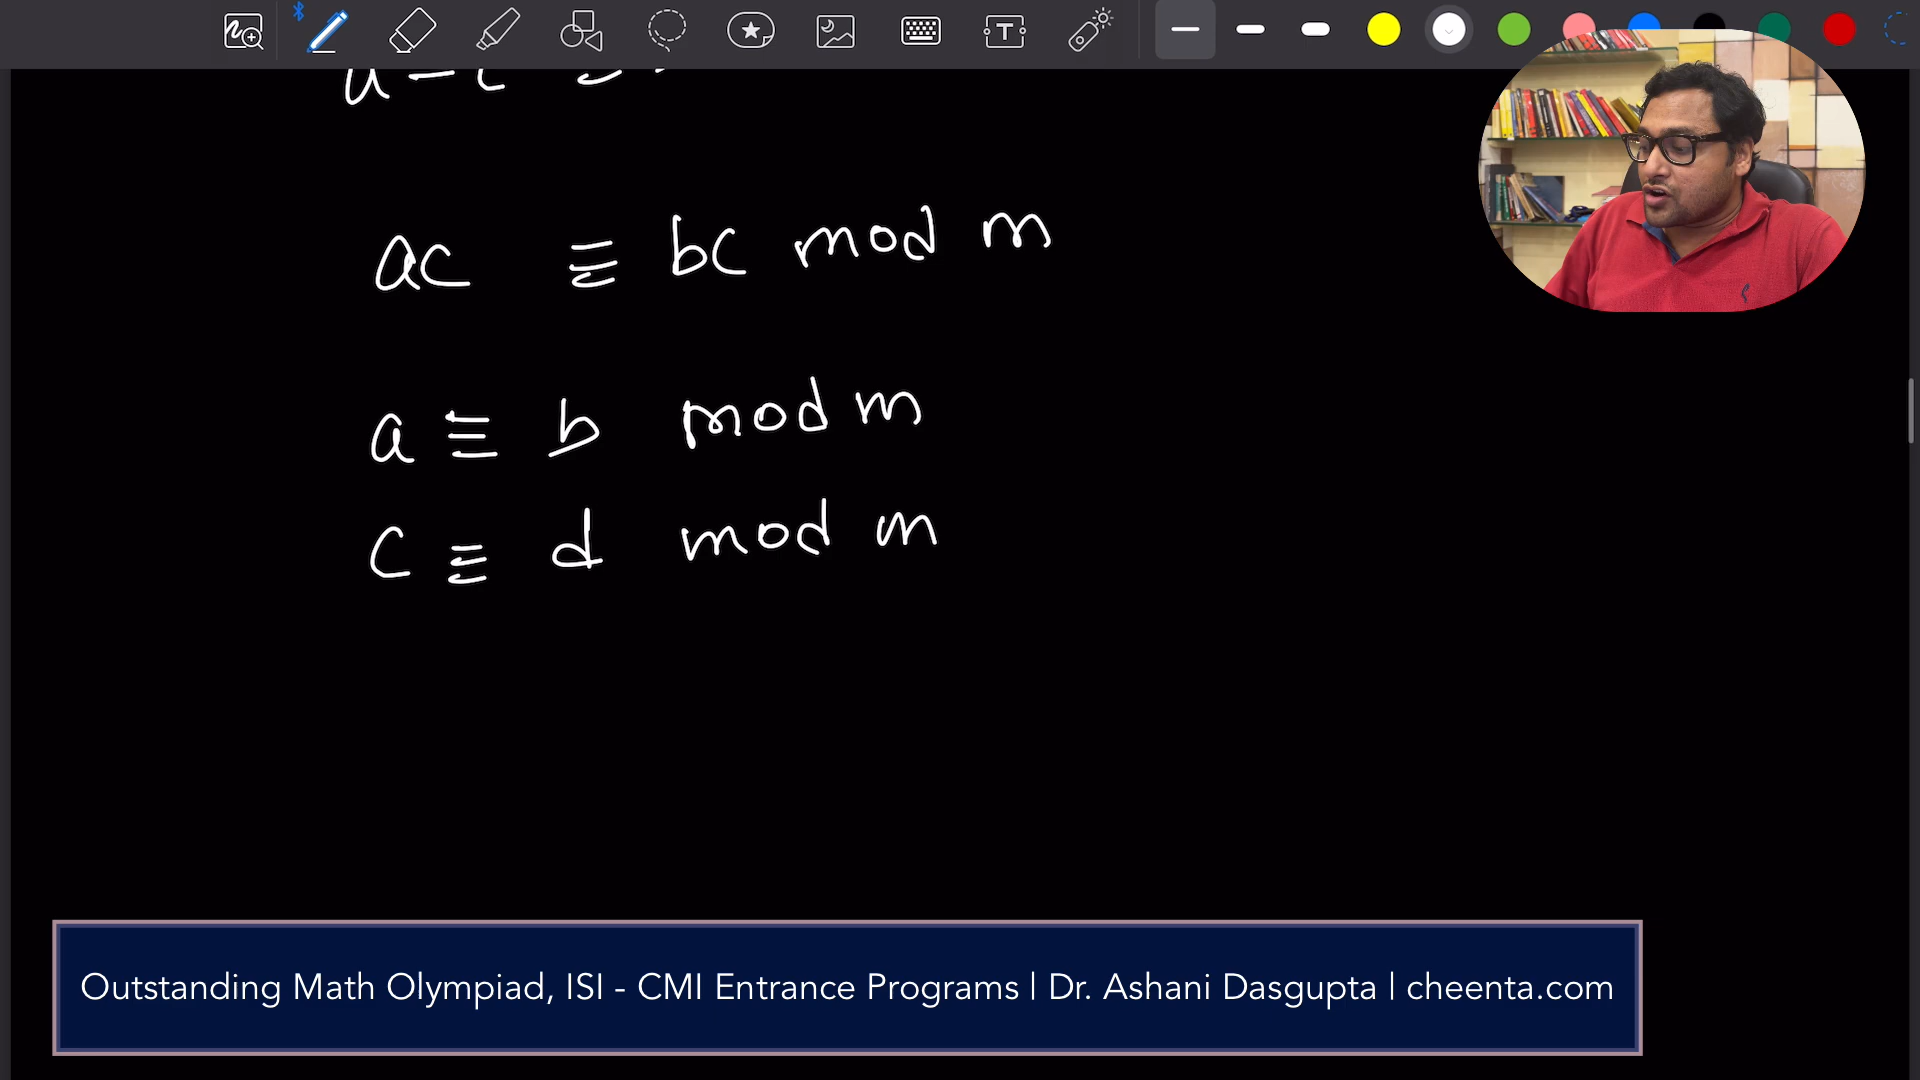 a - c ≡
ac ≡ bc mod m
a ≡ b mod m
c ≡ d mod m
Outstanding Math Olympiad, ISI - CMI Entrance Programs | Dr. Ashani Dasgupta | cheenta.com